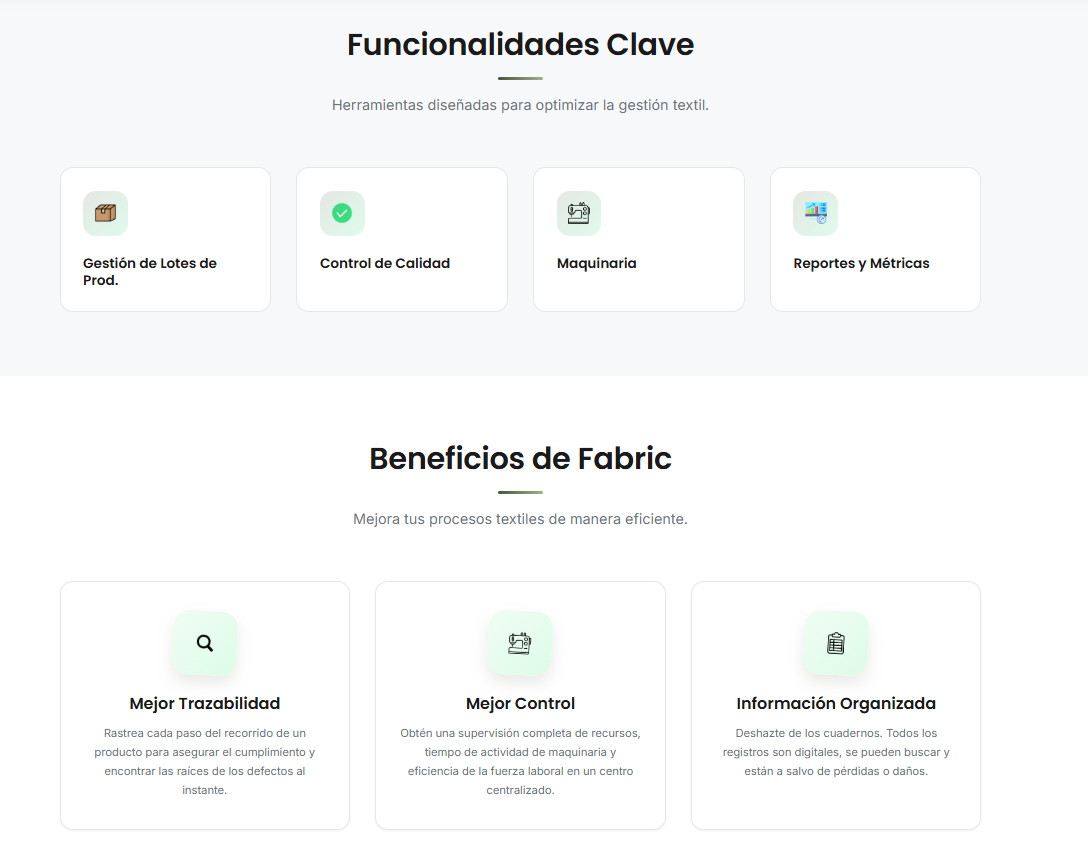 Funcionalidades Clave
Herramientas diseñadas para optimizar la gestión textil.
Gestión de Lotes de
Prod.
Control de Calidad
Maquinaria
Reportes y Métricas
Beneficios de Fabric
Mejora tus procesos textiles de manera eficiente.
Mejor Trazabilidad
Rastrea cada paso del recorrido de un
producto para asegurar el cumplimiento y
encontrar las raíces de los defectos al
instante.
Mejor Control
Obtén una supervisión completa de recursos,
tiempo de actividad de maquinaria y
eficiencia de la fuerza laboral en un centro
centralizado.
Información Organizada
Deshazte de los cuadernos. Todos los
registros son digitales, se pueden buscar y
están a salvo de pérdidas o daños.